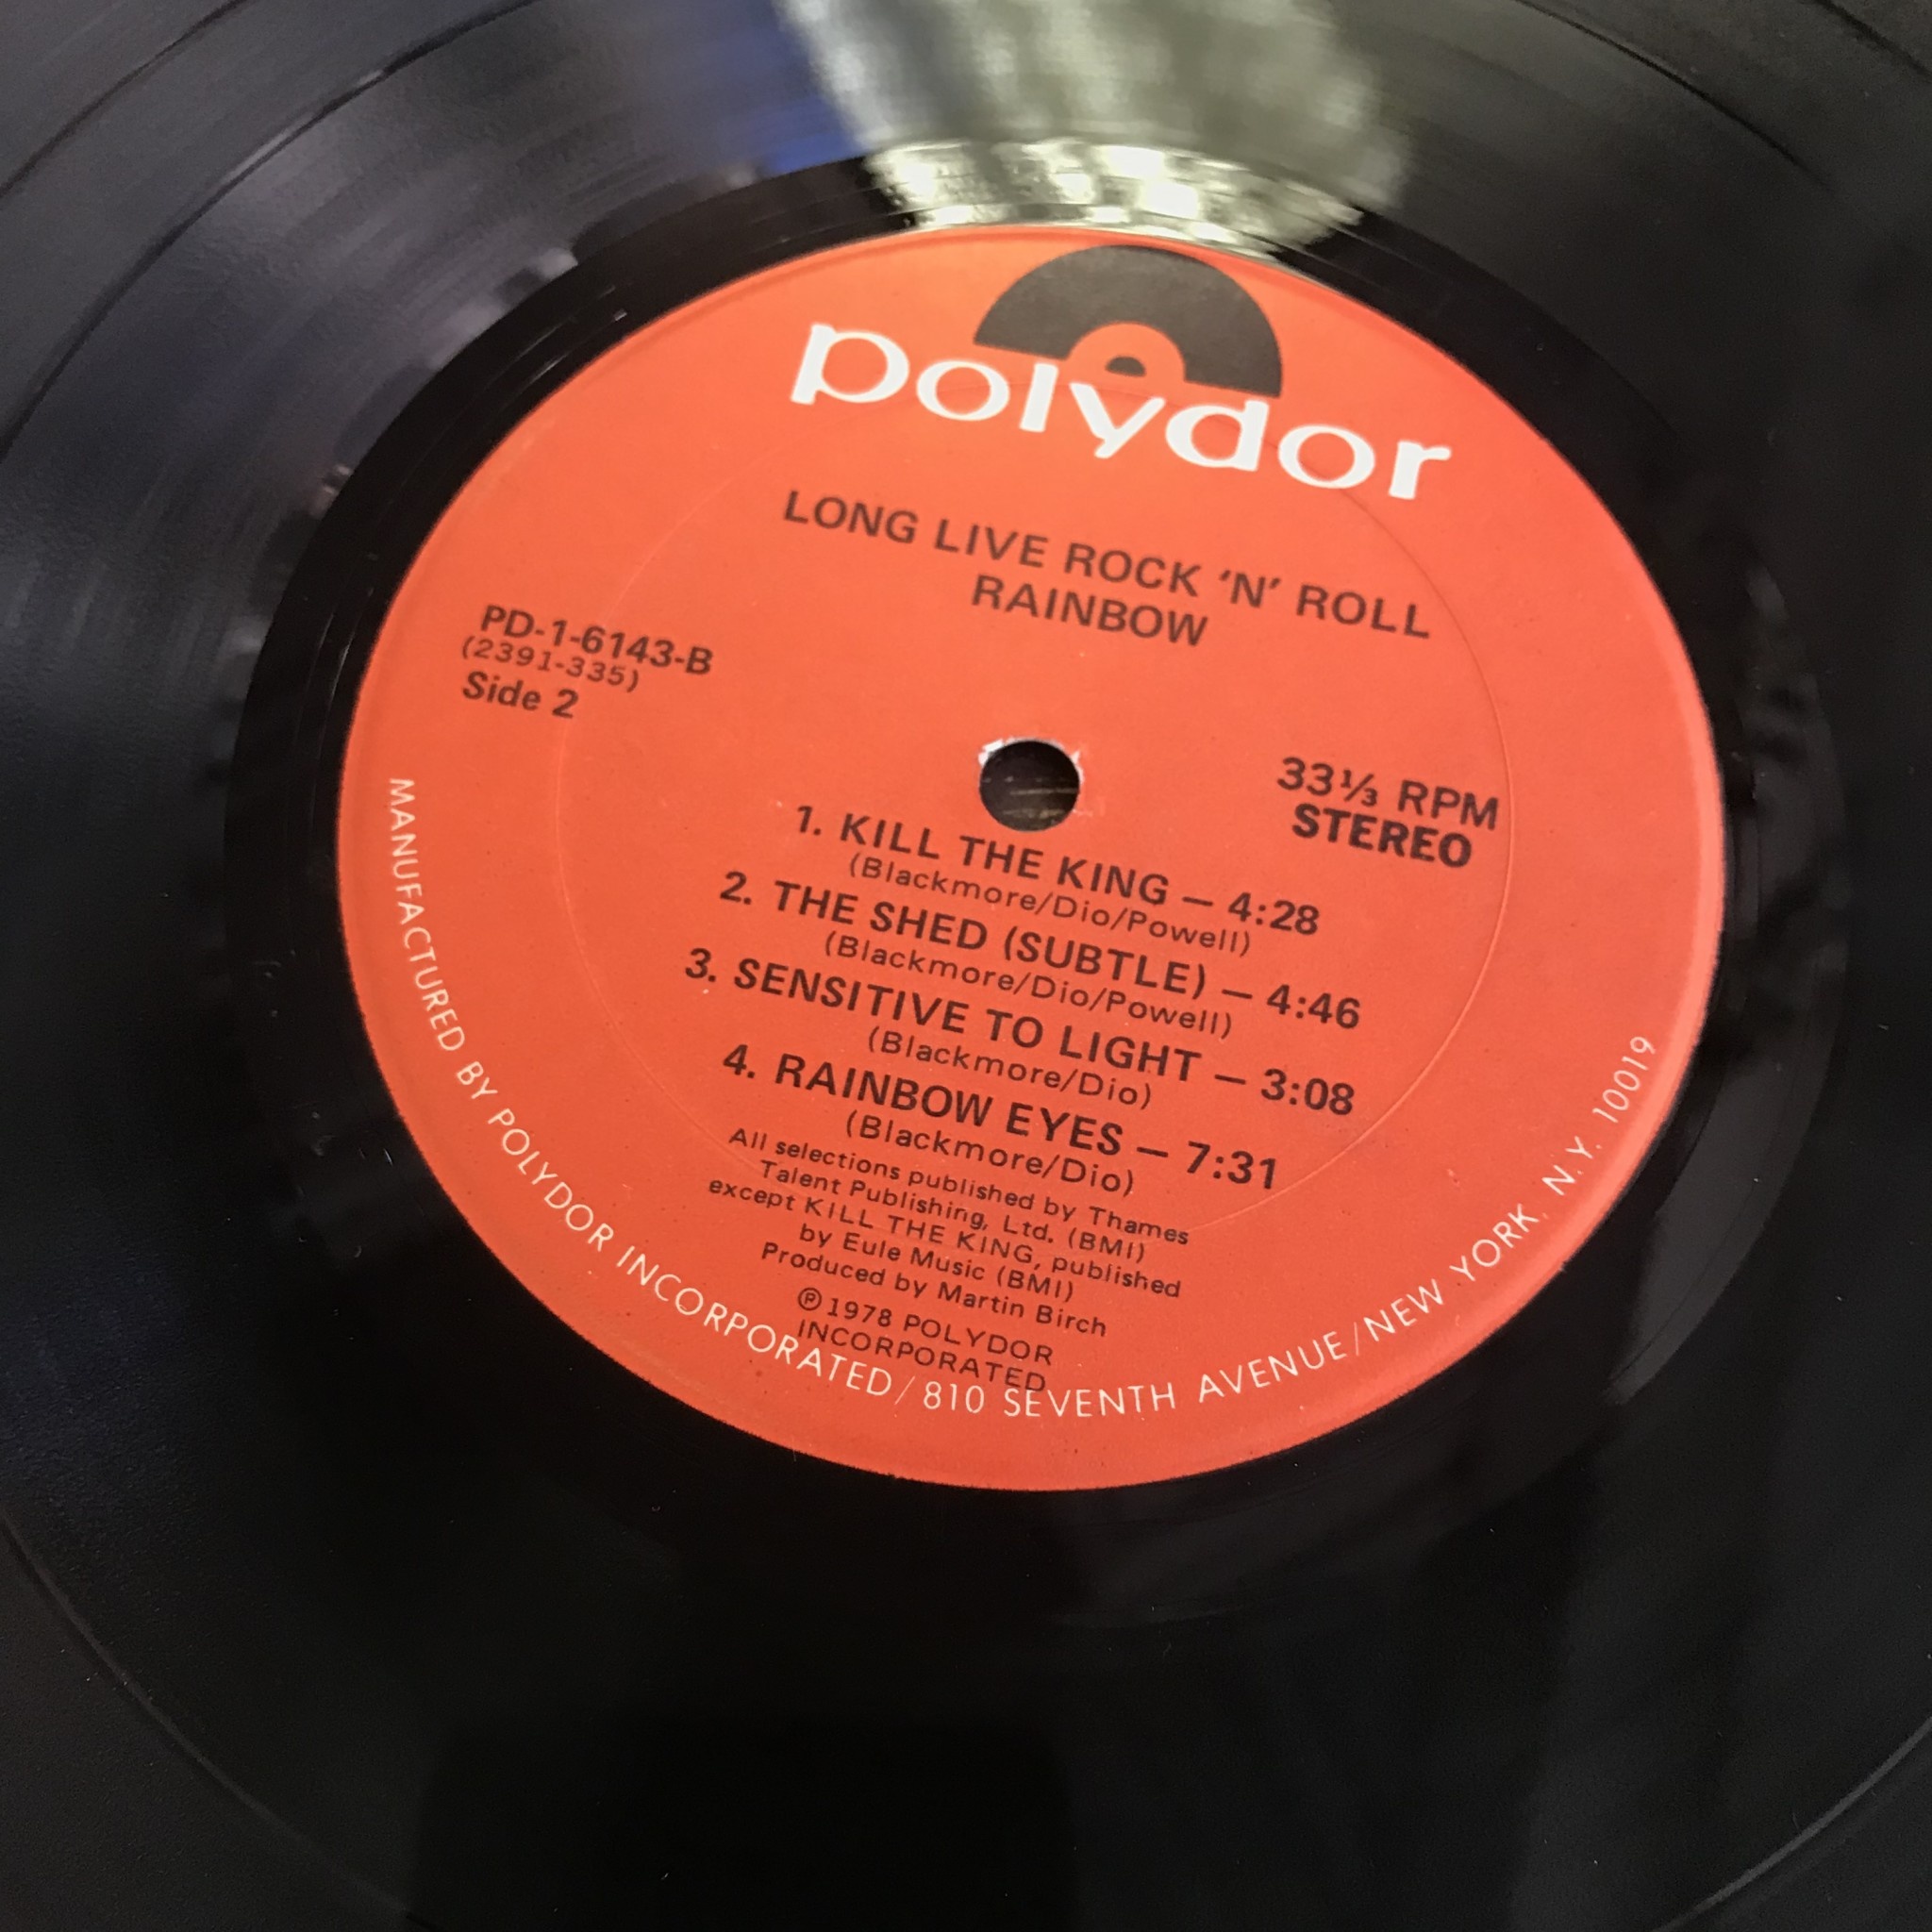 polydor
LONG LIVE ROCK ‘N’ ROLL
RAINBOW
PD-1-6143-B
(2391-335)
Side 2
33⅓ RPM
STEREO
1. KILL THE KING — 4:28
(Blackmore/Dio/Powell)
2. THE SHED (SUBTLE) — 4:46
(Blackmore/Dio/Powell)
3. SENSITIVE TO LIGHT — 3:08
(Blackmore/Dio)
4. RAINBOW EYES — 7:31
(Blackmore/Dio)
All selections published by Thames
Talent Publishing, Ltd. (BMI)
except KILL THE KING, published
by Eule Music (BMI)
Produced by Martin Birch
℗ 1978 POLYDOR
INCORPORATED
MANUFACTURED BY POLYDOR INCORPORATED/810 SEVENTH AVENUE/NEW YORK, N.Y. 10019